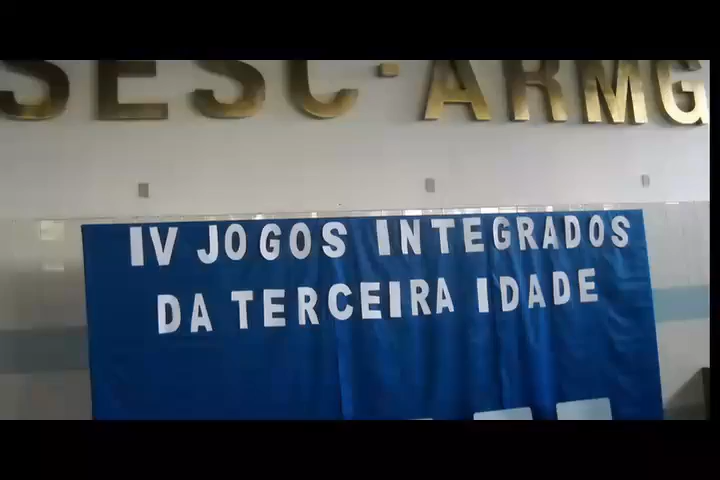 SESC-ARMG
IV JOGOS INTEGRADOS
DA TERCEIRA IDADE